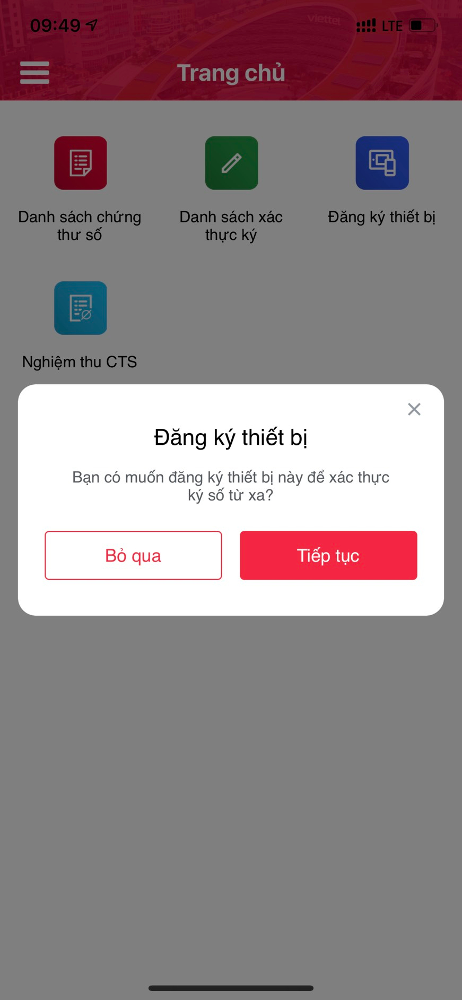 09:49
LTE
viettel
Trang chủ
Danh sách chứng
thư số
Danh sách xác
thực ký
Đăng ký thiết bị
Nghiệm thu CTS
Đăng ký thiết bị
Bạn có muốn đăng ký thiết bị này để xác thực
ký số từ xa?
Bỏ qua
Tiếp tục